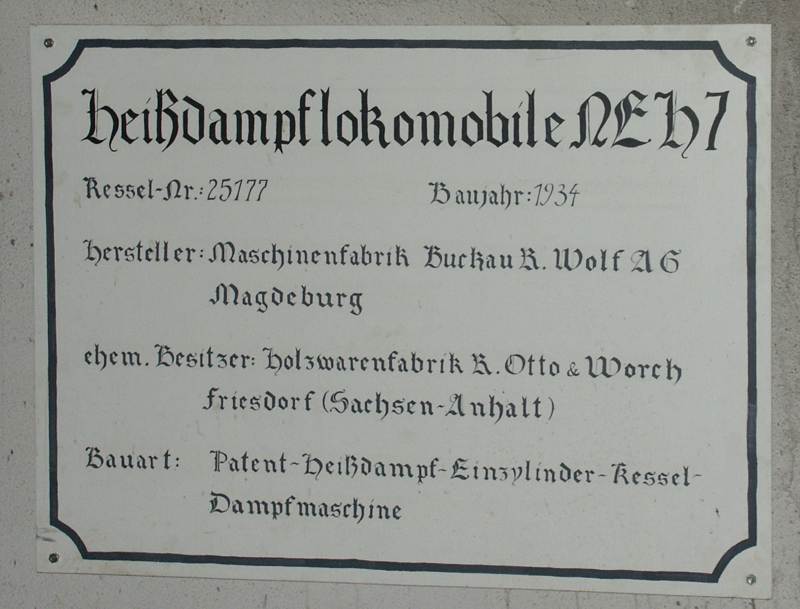 Heißdampflokomobile NEH7
Kessel-Nr.: 25177 Baujahr: 1934
Hersteller: Maschinenfabrik Buckau R. Wolf AG
Magdeburg
ehem. Besitzer: Holzwarenfabrik R. Otto & Worch
Friesdorf (Sachsen-Anhalt)
Bauart: Patent-Heißdampf-Einzylinder-Kessel-
Dampfmaschine